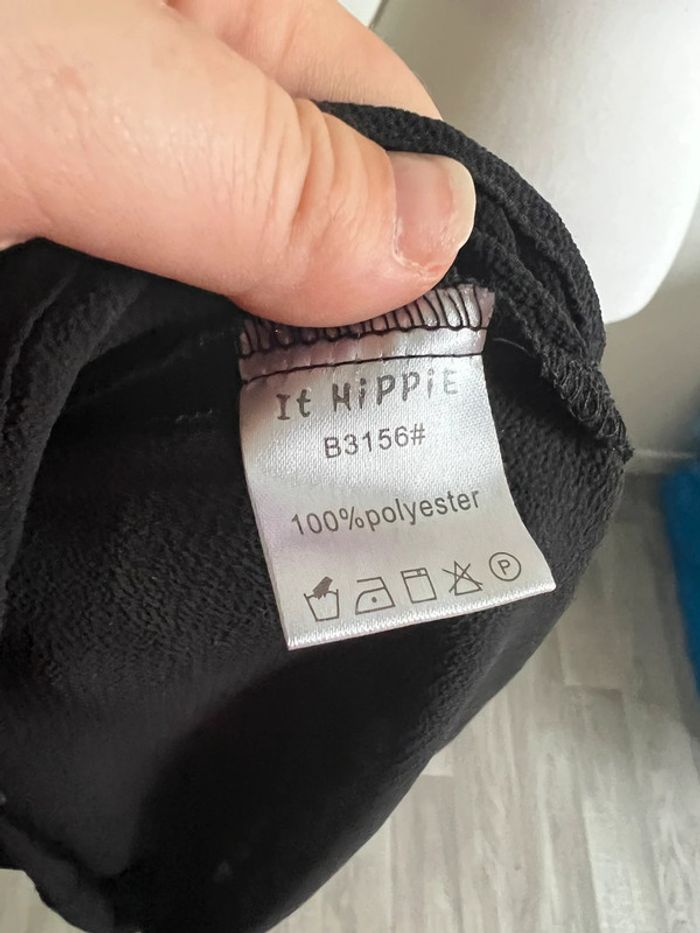 It HiPPiE
B3156#
100%polyester
P